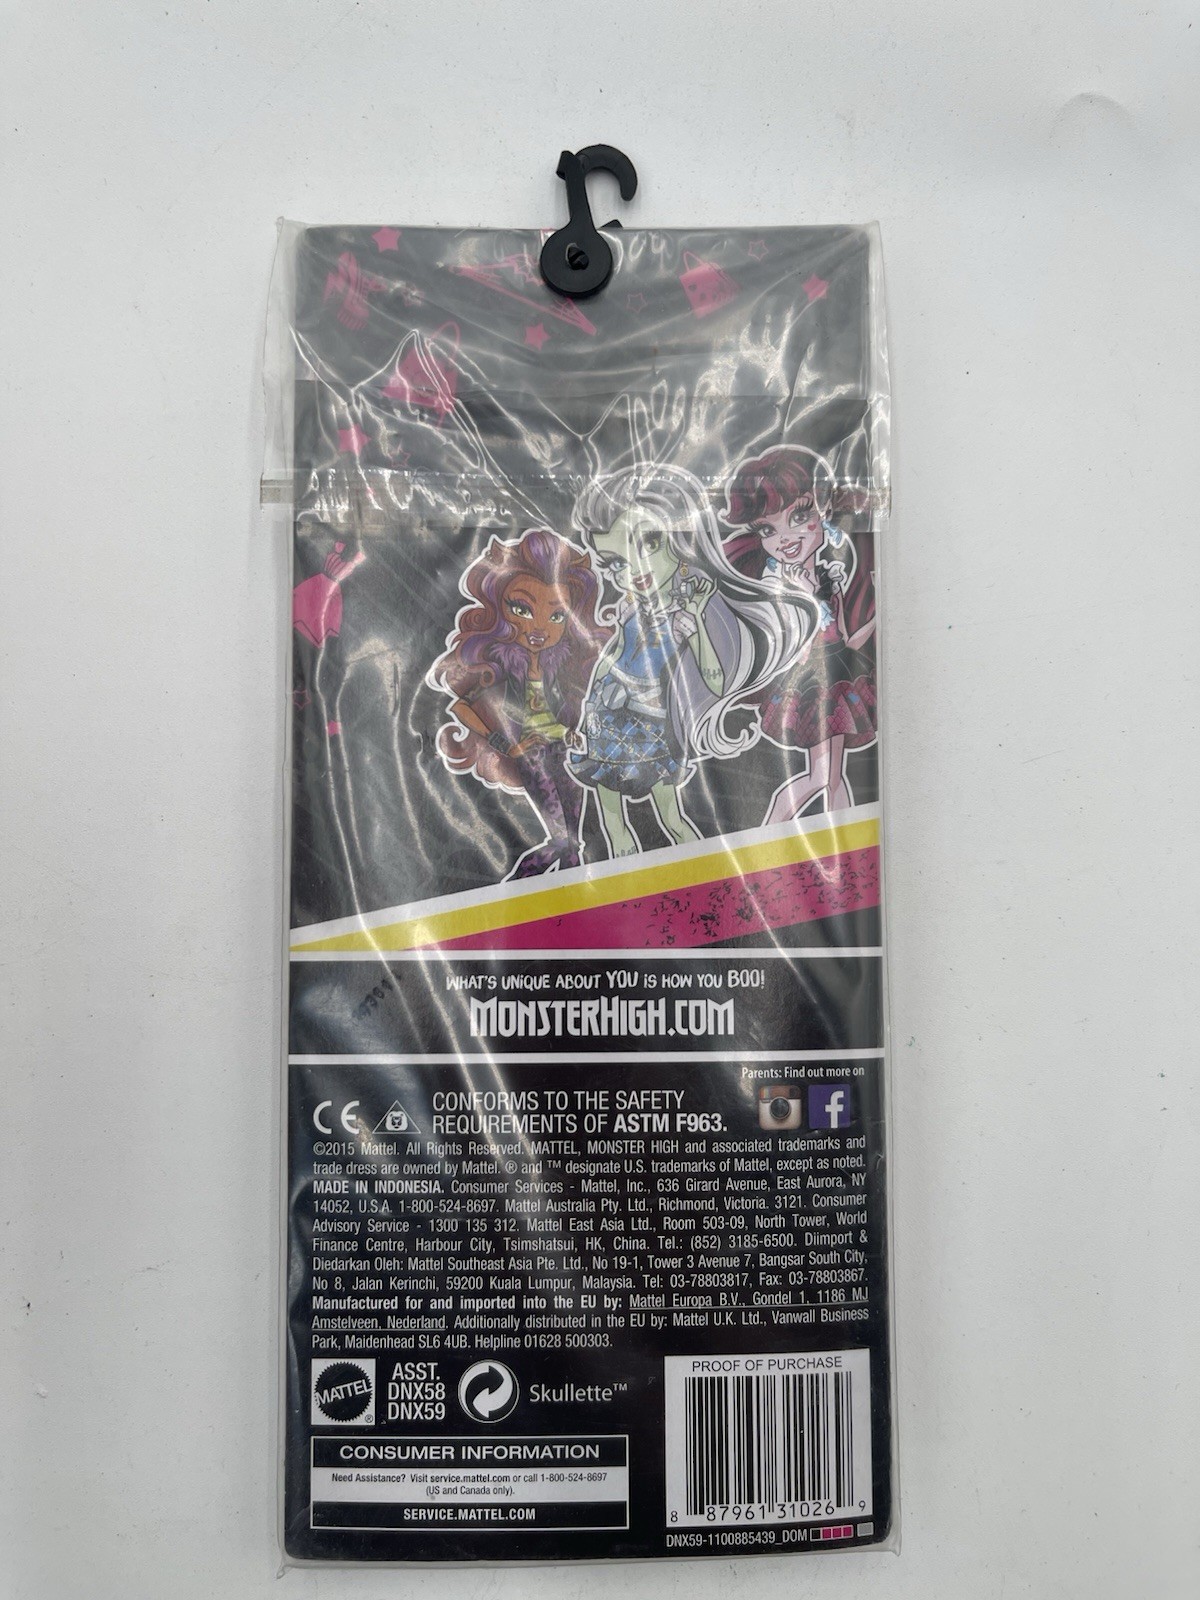 WHAT'S UNIQUE ABOUT YOU IS HOW YOU BOO!
MONSTERHIGH.COM
Parents: Find out more on
CE
CONFORMS TO THE SAFETY
REQUIREMENTS OF ASTM F963.
©2015 Mattel. All Rights Reserved. MATTEL, MONSTER HIGH and associated trademarks and
trade dress are owned by Mattel. ® and ™ designate U.S. trademarks of Mattel, except as noted.
MADE IN INDONESIA. Consumer Services - Mattel, Inc., 636 Girard Avenue, East Aurora, NY
14052, U.S.A. 1-800-524-8697. Mattel Australia Pty. Ltd., Richmond, Victoria. 3121. Consumer
Advisory Service - 1300 135 312. Mattel East Asia Ltd., Room 503-09, North Tower, World
Finance Centre, Harbour City, Tsimshatsui, HK, China. Tel.: (852) 3185-6500. Diimport &
Diedarkan Oleh: Mattel Southeast Asia Pte. Ltd., No 19-1, Tower 3 Avenue 7, Bangsar South City,
No 8, Jalan Kerinchi, 59200 Kuala Lumpur, Malaysia. Tel: 03-78803817, Fax: 03-78803867.
Manufactured for and imported into the EU by: Mattel Europa B.V., Gondel 1, 1186 MJ
Amstelveen, Nederland. Additionally distributed in the EU by: Mattel U.K. Ltd., Vanwall Business
Park, Maidenhead SL6 4UB. Helpline 01628 500303.
MATTEL ®
ASST.
DNX58
DNX59
Skullette™
PROOF OF PURCHASE
8 87961 31026 9
DNX59-1100885439_DOM
CONSUMER INFORMATION
Need Assistance? Visit service.mattel.com or call 1-800-524-8697
(US and Canada only).
SERVICE.MATTEL.COM